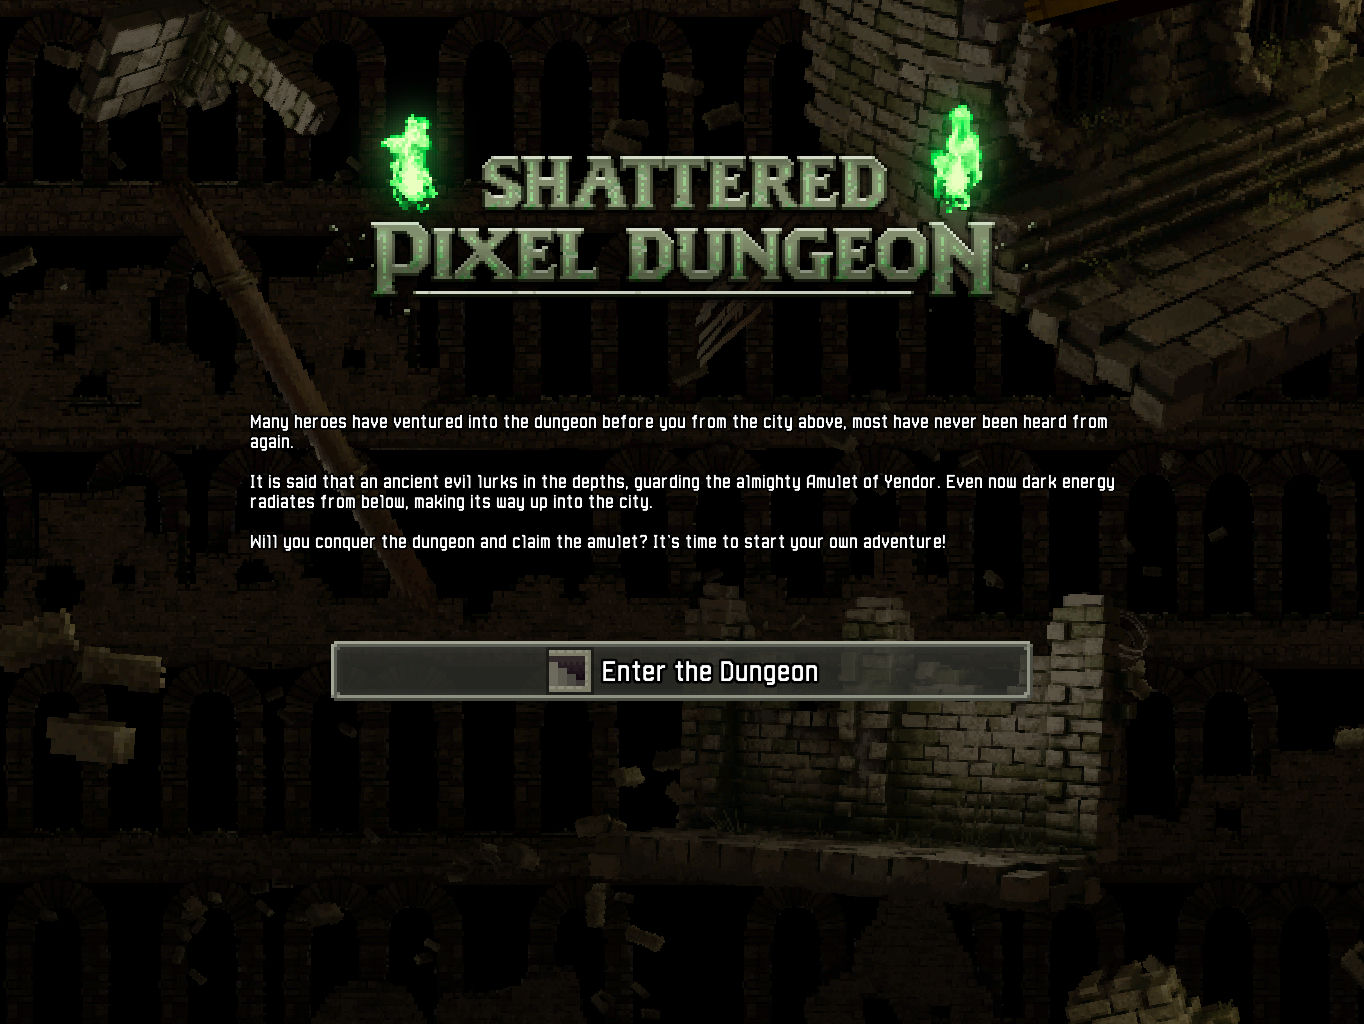 SHATTERED
PIXEL DUNGEON
Many heroes have ventured into the dungeon before you from the city above, most have never been heard from
again.
It is said that an ancient evil lurks in the depths, guarding the almighty Amulet of Yendor. Even now dark energy
radiates from below, making its way up into the city.
Will you conquer the dungeon and claim the amulet? It's time to start your own adventure!
Enter the Dungeon